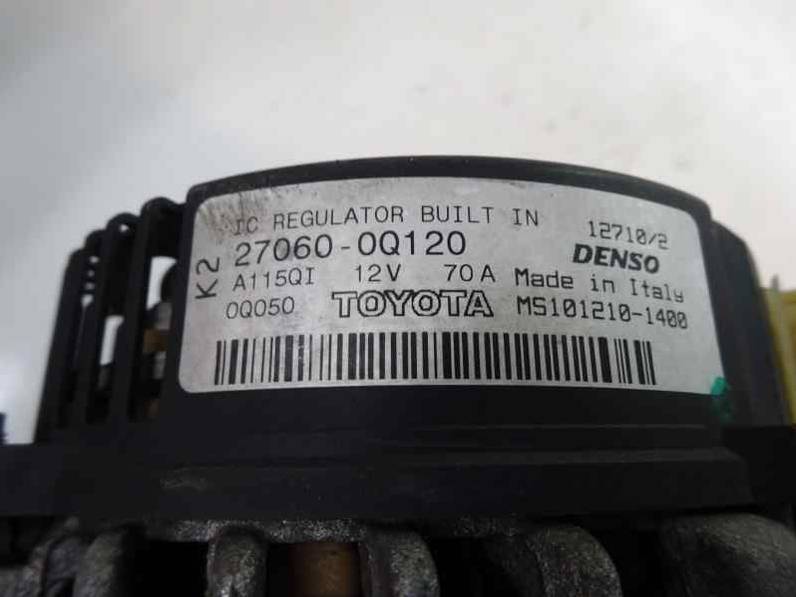 IC REGULATOR BUILT IN
12710/2
K2
27060-0Q120
DENSO
A115QI 12V 70A Made in Italy
0Q050 TOYOTA MS101210-1400